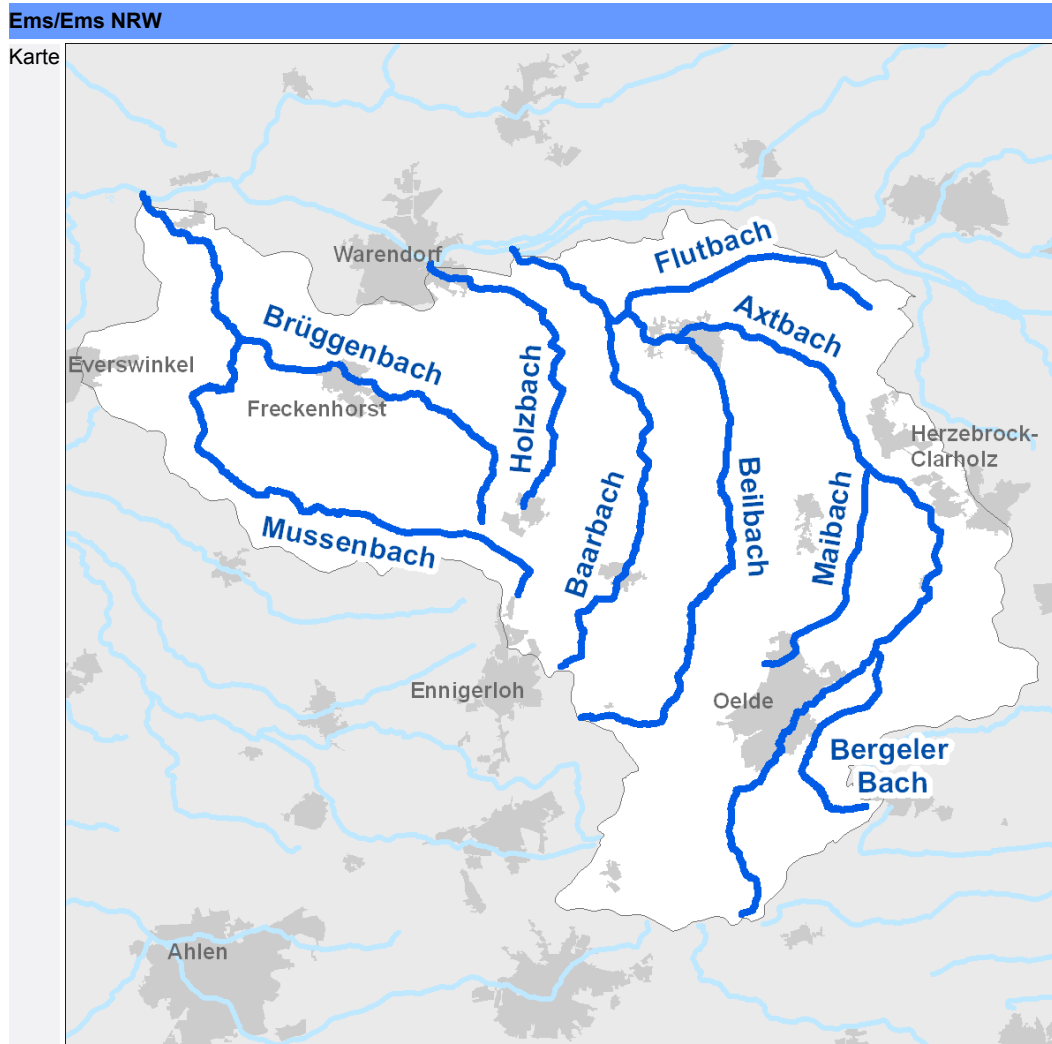 Ems/Ems NRW
Karte
Flutbach
Warendorf
Axtbach
Brüggenbach
Everswinkel
Freckenhorst
Holzbach
Herzebrock-
Clarholz
Baarbach
Beilbach
Maibach
Mussenbach
Ennigerloh
Oelde
Bergeler
Bach
Ahlen